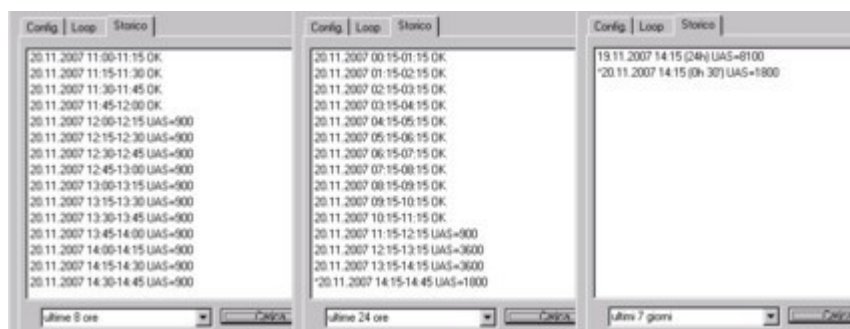 Config. Loop Storico
20.11.2007 11:00-11:15 OK
20.11.2007 11:15-11:30 OK
20.11.2007 11:30-11:45 OK
20.11.2007 11:45-12:00 OK
20.11.2007 12:00-12:15 UAS=900
20.11.2007 12:15-12:30 UAS=900
20.11.2007 12:30-12:45 UAS=900
20.11.2007 12:45-13:00 UAS=900
20.11.2007 13:00-13:15 UAS=900
20.11.2007 13:15-13:30 UAS=900
20.11.2007 13:30-13:45 UAS=900
20.11.2007 13:45-14:00 UAS=900
20.11.2007 14:00-14:15 UAS=900
20.11.2007 14:15-14:30 UAS=900
20.11.2007 14:30-14:45 UAS=900
ultime 8 ore Carica
Config. Loop Storico
20.11.2007 00:15-01:15 OK
20.11.2007 01:15-02:15 OK
20.11.2007 02:15-03:15 OK
20.11.2007 03:15-04:15 OK
20.11.2007 04:15-05:15 OK
20.11.2007 05:15-06:15 OK
20.11.2007 06:15-07:15 OK
20.11.2007 07:15-08:15 OK
20.11.2007 08:15-09:15 OK
20.11.2007 09:15-10:15 OK
20.11.2007 10:15-11:15 OK
20.11.2007 11:15-12:15 UAS=900
20.11.2007 12:15-13:15 UAS=3600
20.11.2007 13:15-14:15 UAS=3600
*20.11.2007 14:15-14:45 UAS=1800
ultime 24 ore Carica
Config. Loop Storico
19.11.2007 14:15 (24h) UAS=8100
*20.11.2007 14:15 (0h 30') UAS=1800
ultimi 7 giorni